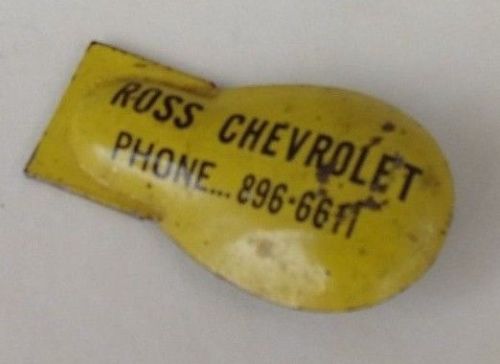 ROSS CHEVROLET
PHONE... 896-6611